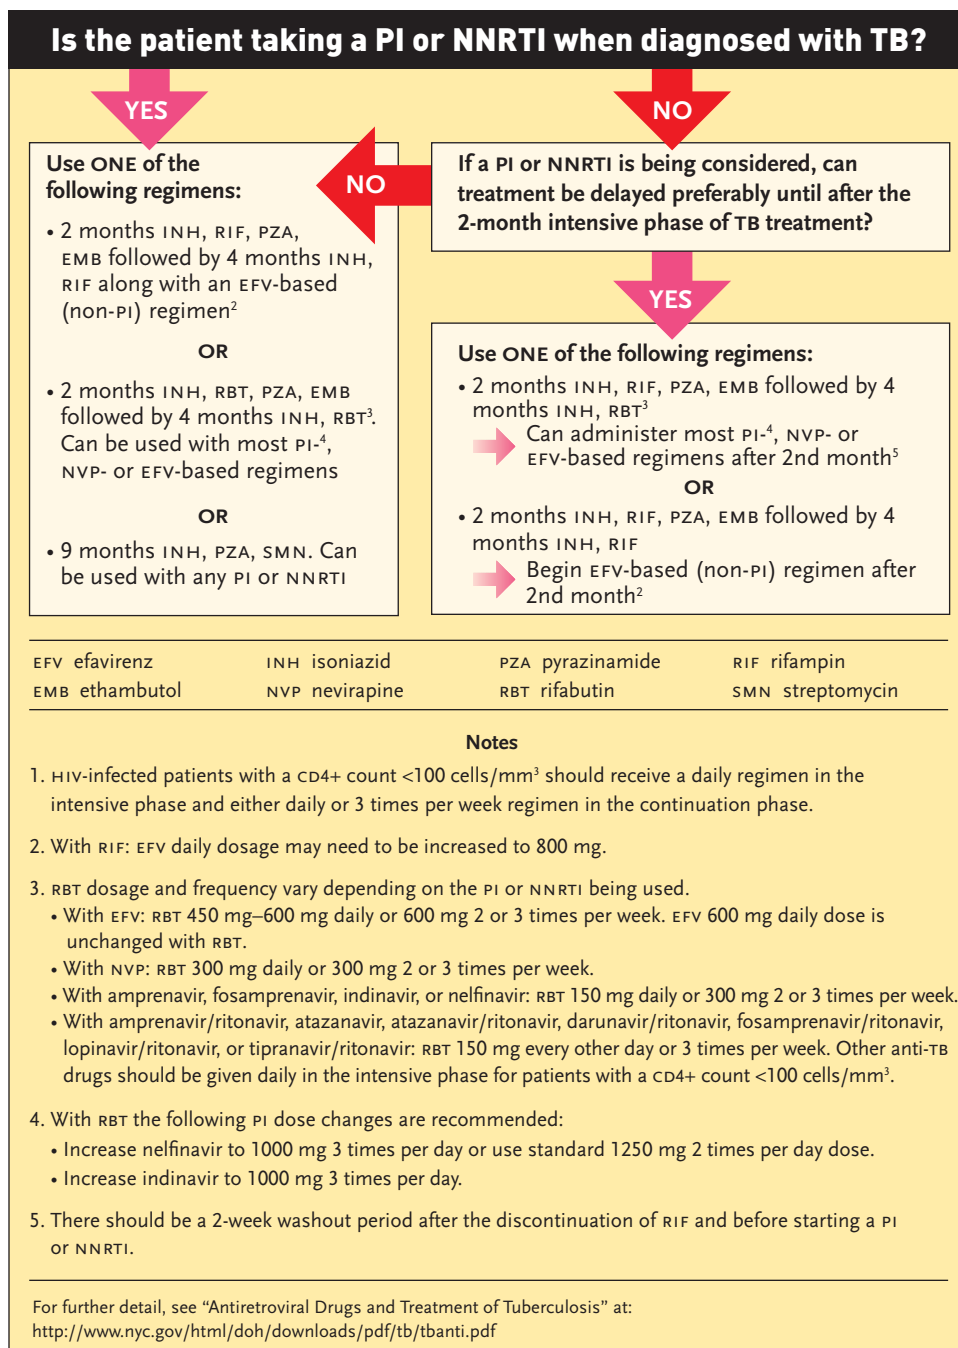 Is the patient taking a PI or NNRTI when diagnosed with TB?
YES
NO
Use ONE of the
following regimens:
• 2 months INH, RIF, PZA,
EMB followed by 4 months INH,
RIF along with an EFV-based
(non-PI) regimen²
OR
• 2 months INH, RBT, PZA, EMB
followed by 4 months INH, RBT³.
Can be used with most PI-⁴,
NVP- or EFV-based regimens
OR
• 9 months INH, PZA, SMN. Can
be used with any PI or NNRTI
NO
If a PI or NNRTI is being considered, can
treatment be delayed preferably until after the
2-month intensive phase of TB treatment?
YES
Use ONE of the following regimens:
• 2 months INH, RIF, PZA, EMB followed by 4
months INH, RBT³
Can administer most PI-⁴, NVP- or
EFV-based regimens after 2nd month⁵
OR
• 2 months INH, RIF, PZA, EMB followed by 4
months INH, RIF
Begin EFV-based (non-PI) regimen after
2nd month²
EFV efavirenz INH isoniazid PZA pyrazinamide RIF rifampin
EMB ethambutol NVP nevirapine RBT rifabutin SMN streptomycin
Notes
1. HIV-infected patients with a CD4+ count <100 cells/mm³ should receive a daily regimen in the
intensive phase and either daily or 3 times per week regimen in the continuation phase.
2. With RIF: EFV daily dosage may need to be increased to 800 mg.
3. RBT dosage and frequency vary depending on the PI or NNRTI being used.
• With EFV: RBT 450 mg–600 mg daily or 600 mg 2 or 3 times per week. EFV 600 mg daily dose is
unchanged with RBT.
• With NVP: RBT 300 mg daily or 300 mg 2 or 3 times per week.
• With amprenavir, fosamprenavir, indinavir, or nelfinavir: RBT 150 mg daily or 300 mg 2 or 3 times per week.
• With amprenavir/ritonavir, atazanavir, atazanavir/ritonavir, darunavir/ritonavir, fosamprenavir/ritonavir,
lopinavir/ritonavir, or tipranavir/ritonavir: RBT 150 mg every other day or 3 times per week. Other anti-TB
drugs should be given daily in the intensive phase for patients with a CD4+ count <100 cells/mm³.
4. With RBT the following PI dose changes are recommended:
• Increase nelfinavir to 1000 mg 3 times per day or use standard 1250 mg 2 times per day dose.
• Increase indinavir to 1000 mg 3 times per day.
5. There should be a 2-week washout period after the discontinuation of RIF and before starting a PI
or NNRTI.
For further detail, see “Antiretroviral Drugs and Treatment of Tuberculosis” at:
http://www.nyc.gov/html/doh/downloads/pdf/tb/tbanti.pdf